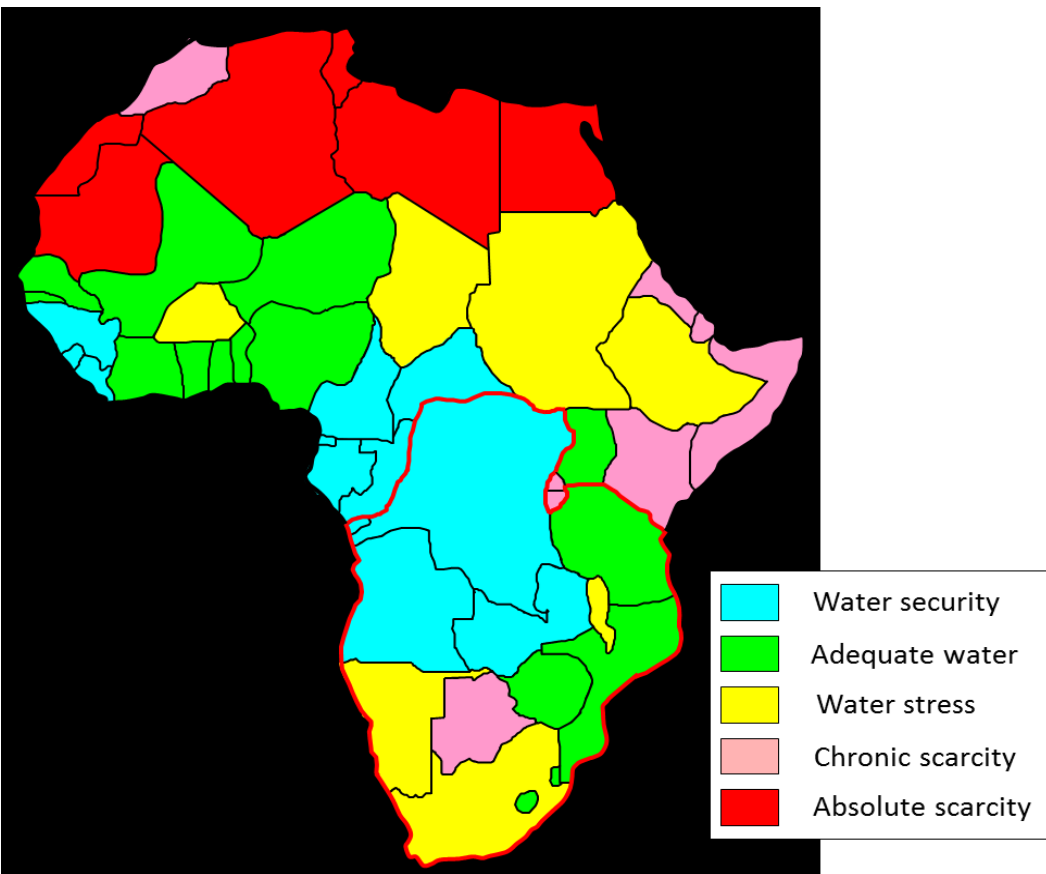 Water security
Adequate water
Water stress
Chronic scarcity
Absolute scarcity